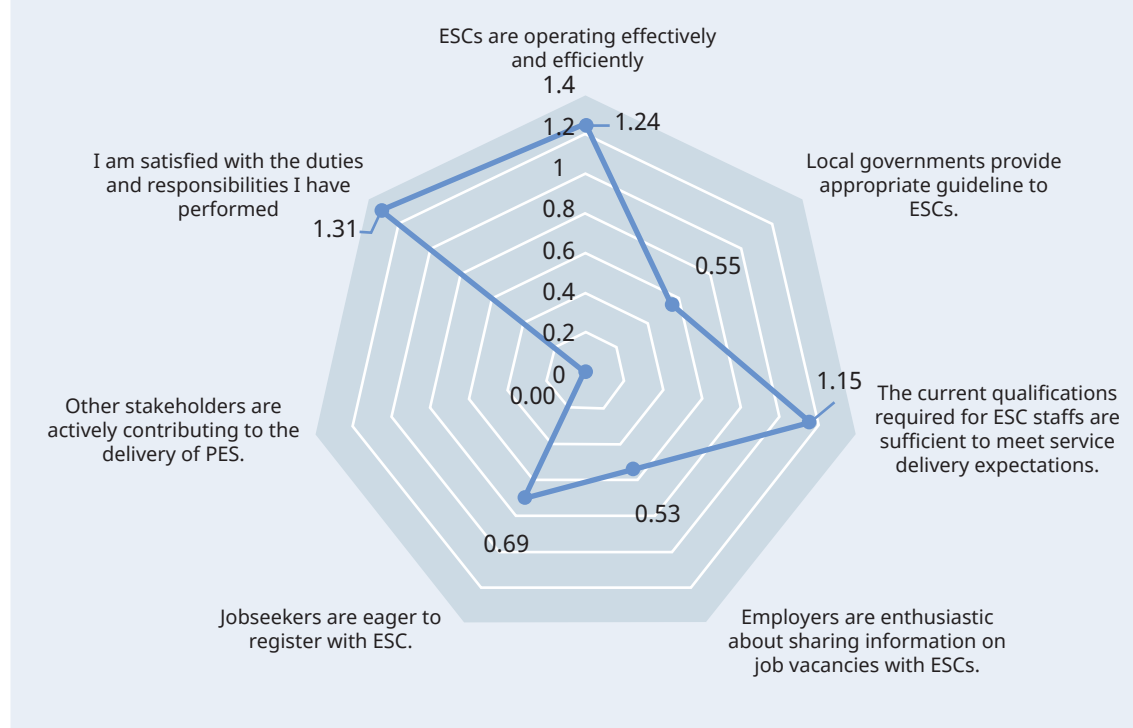 ESCs are operating effectively
and efficiently
1.4
1.24
1.2
I am satisfied with the duties
and responsibilities I have
performed
1.31
Local governments provide
appropriate guideline to
ESCs.
1
0.8
0.6
0.55
0.4
0.2
0
0.00
1.15
The current qualifications
required for ESC staffs are
sufficient to meet service
delivery expectations.
Other stakeholders are
actively contributing to the
delivery of PES.
0.53
0.69
Jobseekers are eager to
register with ESC.
Employers are enthusiastic
about sharing information on
job vacancies with ESCs.